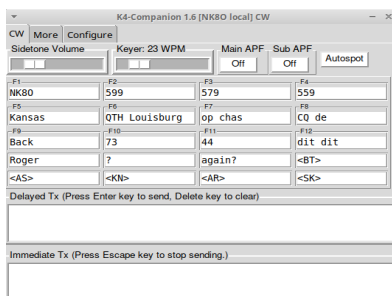 K4-Companion 1.6 [NK8O local] CW
CW More Configure
Sidetone Volume Keyer: 23 WPM Main APF Sub APF
Off Off Autospot
F1 F2 F3 F4
NK8O 599 579 559
F5 F6 F7 F8
Kansas QTH Louisburg op chas CQ de
F9 F10 F11 F12
Back 73 44 dit dit
Roger ? again? <BT>
<AS> <KN> <AR> <SK>
Delayed Tx (Press Enter key to send, Delete key to clear)
Immediate Tx (Press Escape key to stop sending.)